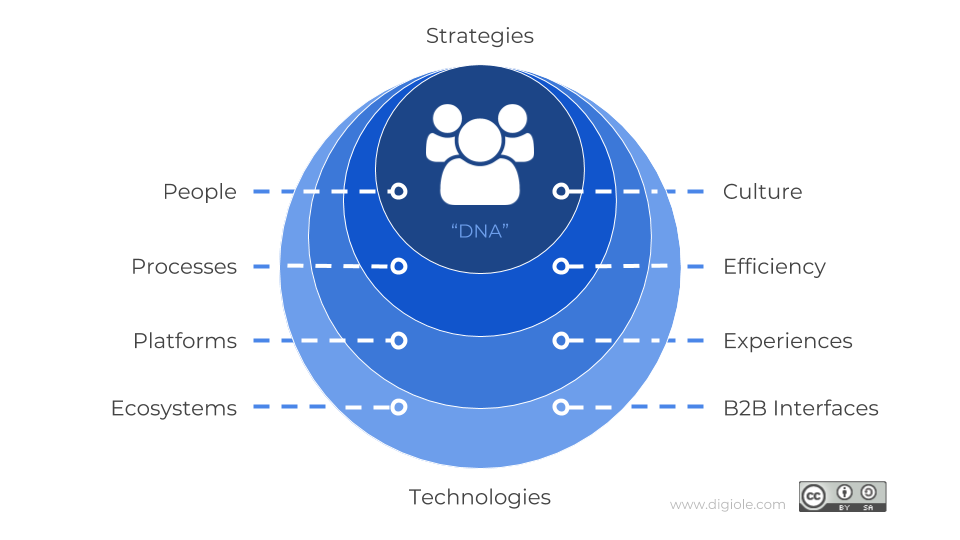 Strategies
People
Culture
“DNA”
Processes
Efficiency
Platforms
Experiences
Ecosystems
B2B Interfaces
Technologies
www.digiole.com
cc
BY SA